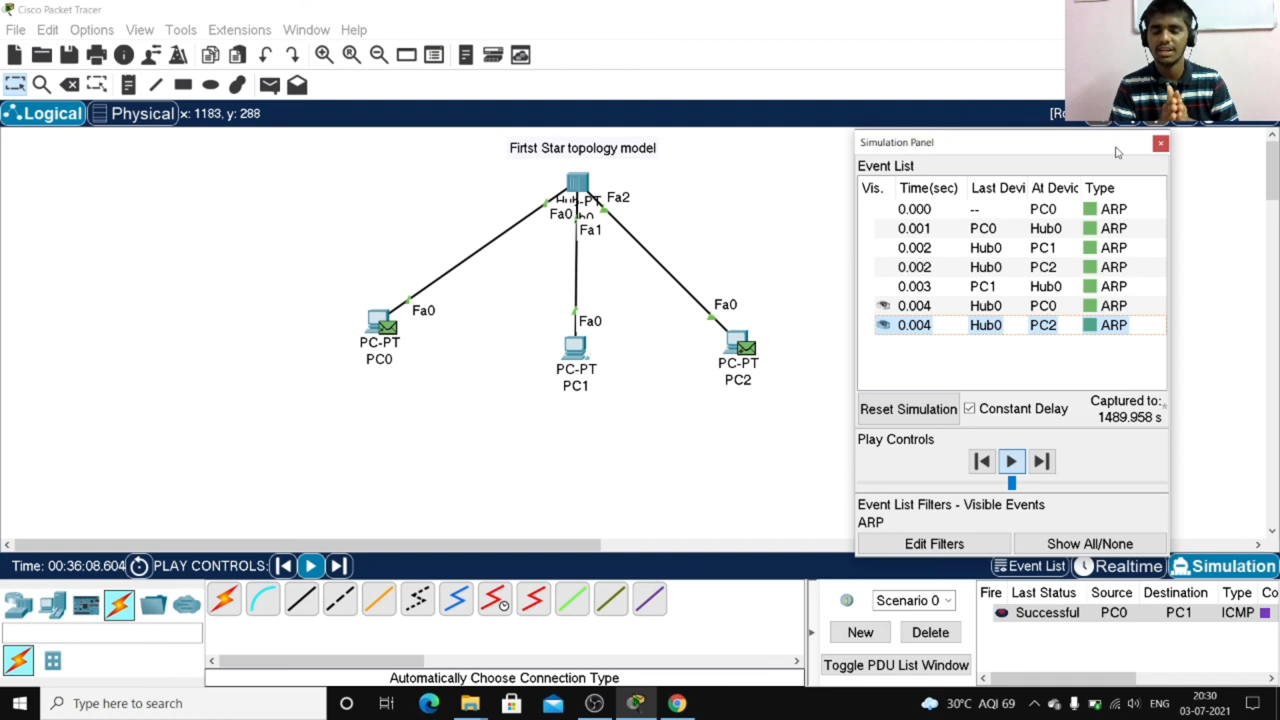 Cisco Packet Tracer
File Edit Options View Tools Extensions Window Help
Logical Physical x: 1183, y: 288
[Ro
Firtst Star topology model
Hub-PT
Fa2
Fa0
Fa1
Fa0
Fa0
Fa0
PC-PT
PC0
PC-PT
PC1
PC-PT
PC2
Simulation Panel
Event List
Vis. Time(sec) Last Devi At Devic Type
0.000 -- PC0 ARP
0.001 PC0 Hub0 ARP
0.002 Hub0 PC1 ARP
0.002 Hub0 PC2 ARP
0.003 PC1 Hub0 ARP
0.004 Hub0 PC0 ARP
0.004 Hub0 PC2 ARP
Reset Simulation Constant Delay
Captured to:
1489.958 s
Play Controls
Event List Filters - Visible Events
ARP
Edit Filters Show All/None
Time: 00:36:08.604 PLAY CONTROLS: Event List Realtime Simulation
Scenario 0
New Delete
Toggle PDU List Window
Fire Last Status Source Destination Type Co
Successful PC0 PC1 ICMP
Automatically Choose Connection Type
Type here to search
30°C AQI 69 ENG
20:30
03-07-2021